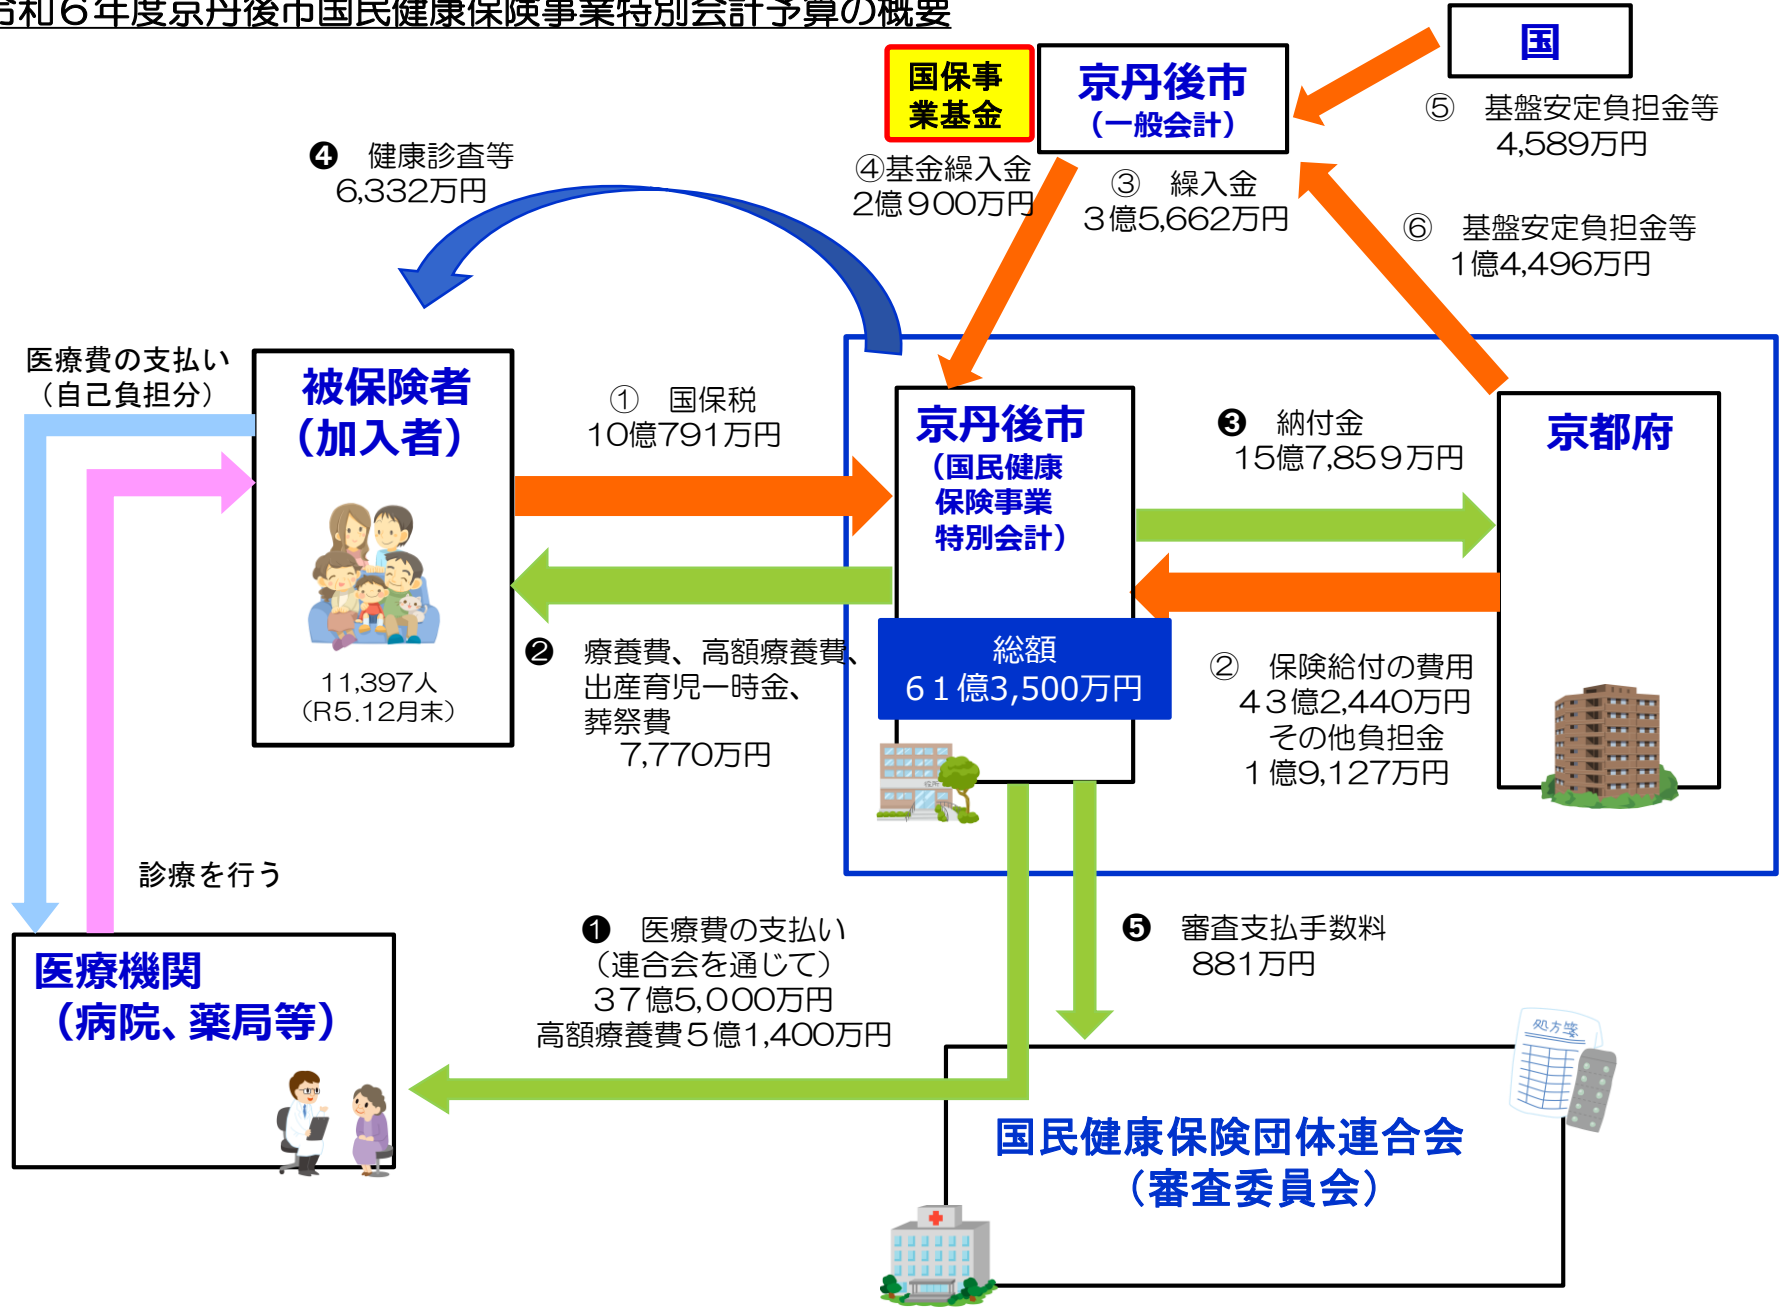 令和６年度京丹後市国民健康保険事業特別会計予算の概要
国
国保事
業基金
京丹後市
（一般会計）
⑤　基盤安定負担金等
4,589万円
❹　健康診査等
6,332万円
④基金繰入金
2億９００万円
③　繰入金
３億5,662万円
⑥　基盤安定負担金等
１億4,496万円
医療費の支払い
（自己負担分）
被保険者
（加入者）
11,397人
（R5.12月末）
①　国保税
10億791万円
京丹後市
（国民健康
保険事業
特別会計）
総額
６１億3,500万円
❸　納付金
15億7,８５９万円
京都府
❷　療養費、高額療養費、
出産育児一時金、
葬祭費
7,770万円
②　保険給付の費用
４３億2,440万円
その他負担金
１億9,127万円
診療を行う
❶　医療費の支払い
（連合会を通じて）
３７億5,000万円
高額療養費５億1,400万円
❺　審査支払手数料
881万円
医療機関
（病院、薬局等）
処方箋
国民健康保険団体連合会
（審査委員会）